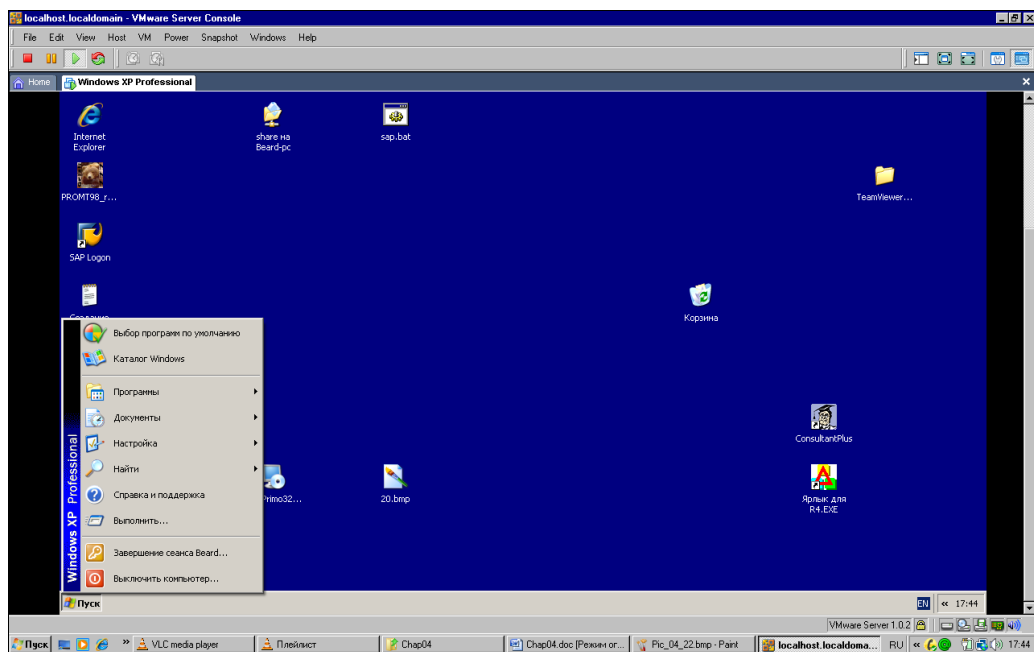 localhost.localdomain - VMware Server Console
File Edit View Host VM Power Snapshot Windows Help
Home Windows XP Professional
Internet Explorer
share на Beard-pc
sap.bat
PROMT98_r...
TeamViewer...
SAP Logon
Корзина
Выбор программ по умолчанию
Каталог Windows
Программы
Документы
Настройка
Найти
Справка и поддержка
Выполнить...
Завершение сеанса Beard...
Выключить компьютер...
Windows XP Professional
Primo32...
20.bmp
ConsultantPlus
Ярлык для R4.EXE
Пуск
EN « 17:44
VMware Server 1.0.2
Пуск » VLC media player Плейлист Chap04 Chap04.doc [Режим ог... Pic_04_22.bmp - Paint localhost.localdoma... RU « 17:44